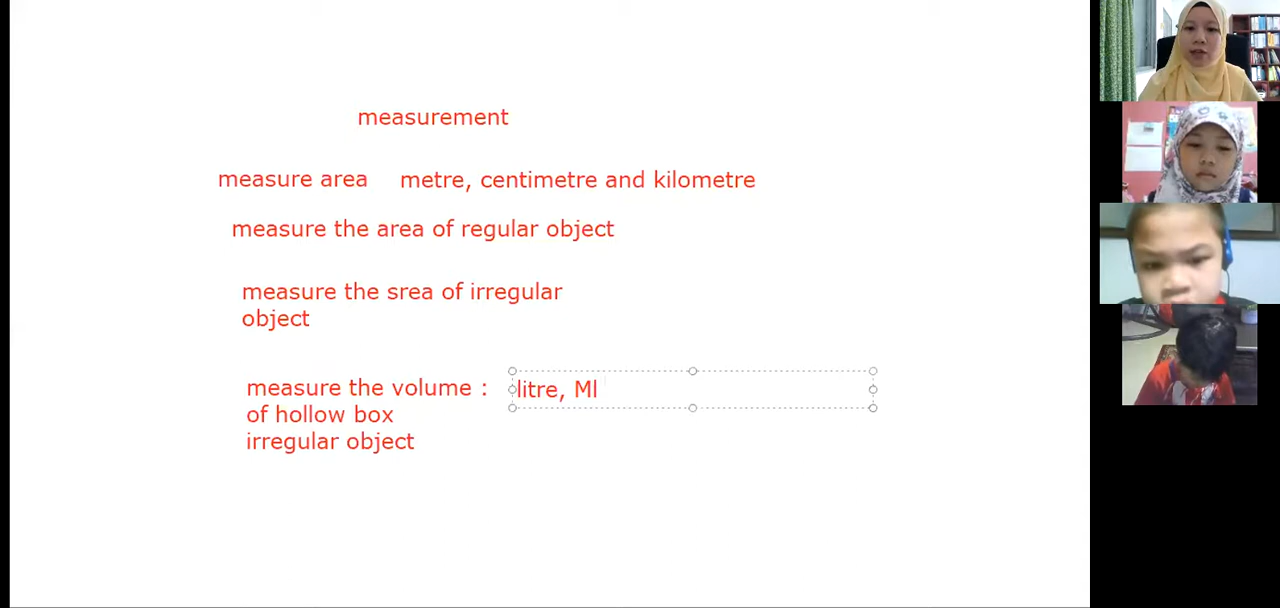 measurement
measure area metre, centimetre and kilometre
measure the area of regular object
measure the srea of irregular
object
measure the volume : litre, Ml
of hollow box
irregular object